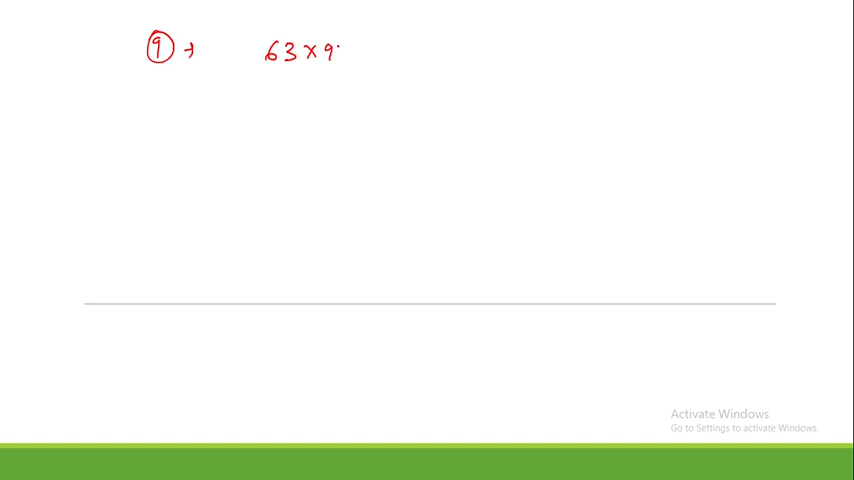 9 → 63 × 9
Activate Windows
Go to Settings to activate Windows.